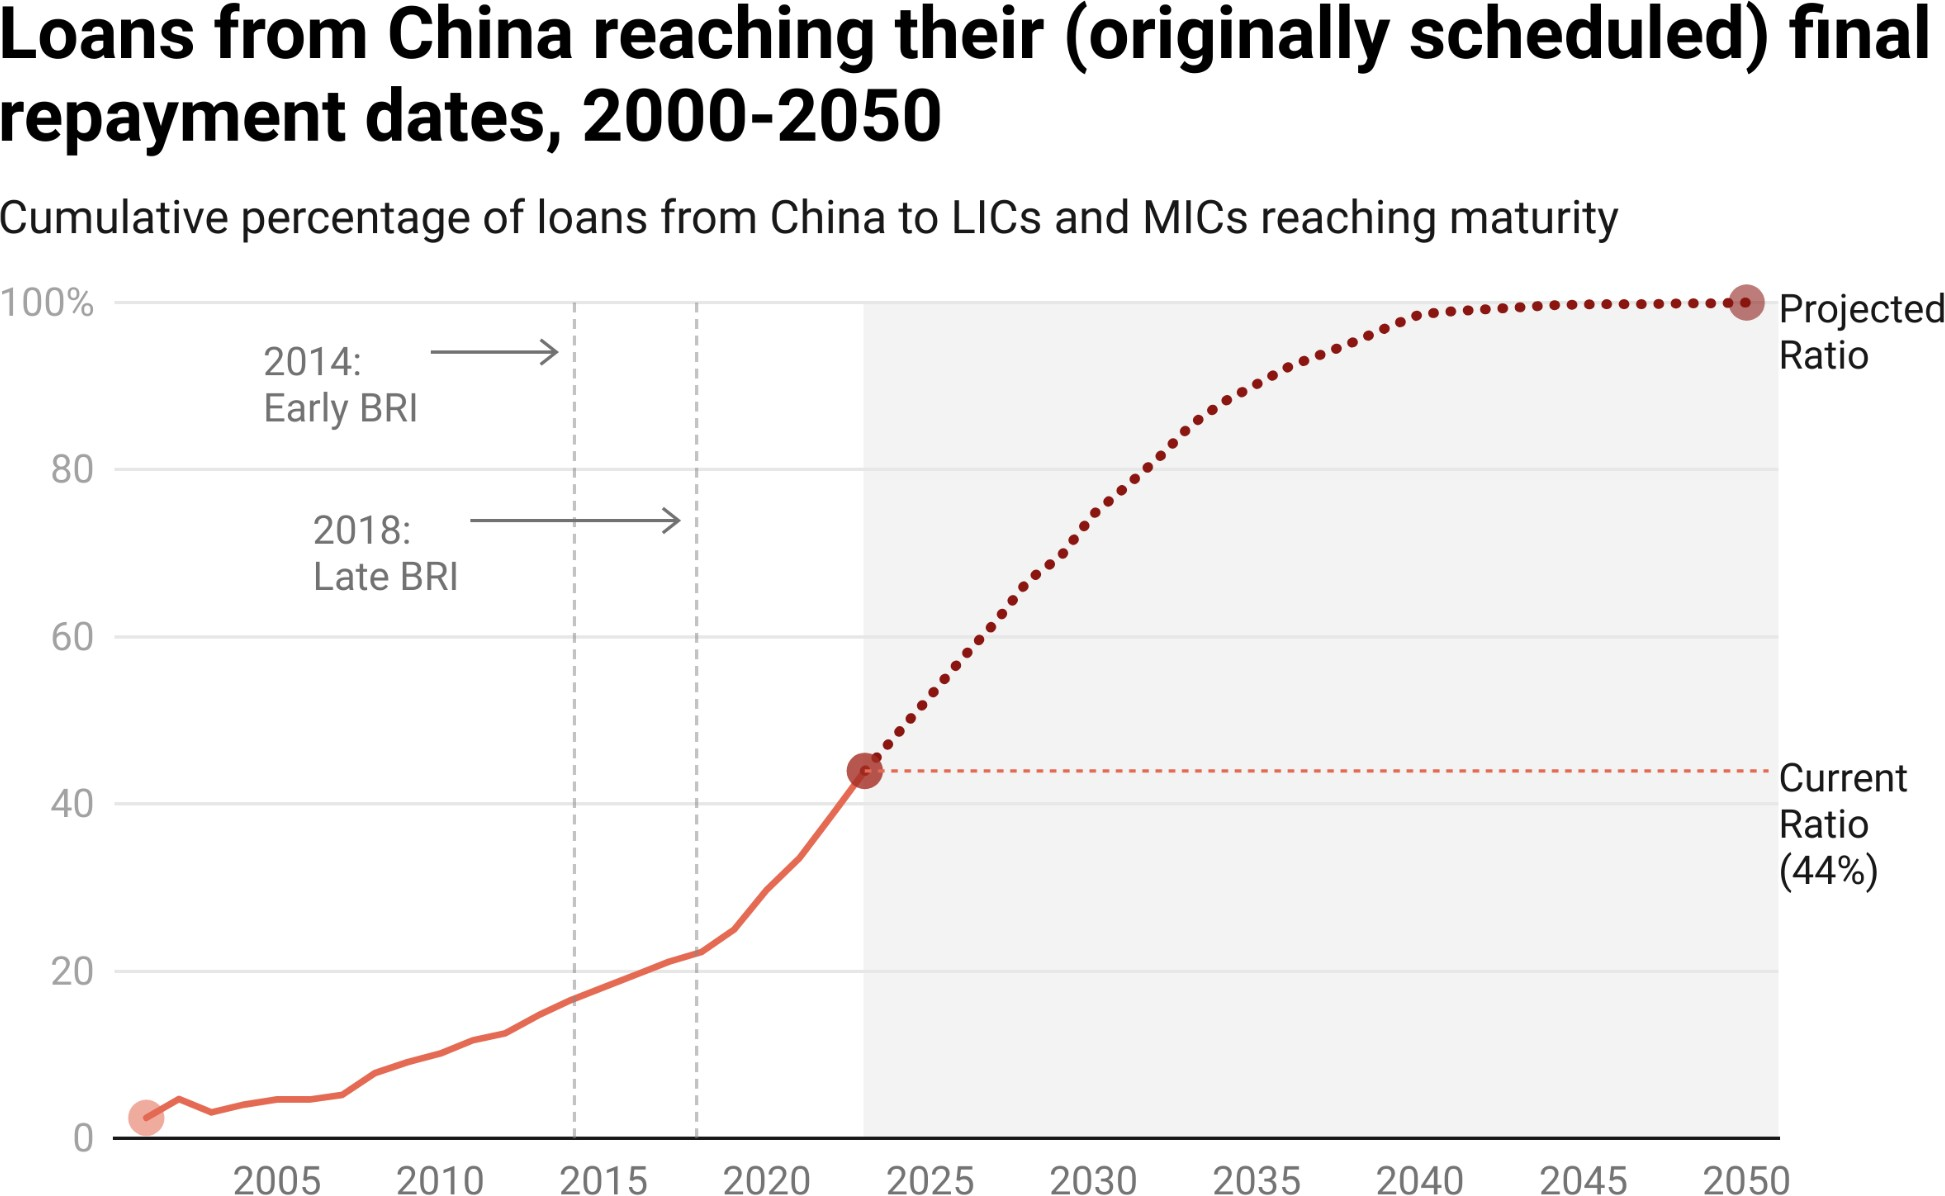 Loans from China reaching their (originally scheduled) final
repayment dates, 2000-2050
Cumulative percentage of loans from China to LICs and MICs reaching maturity
100%
80
60
40
20
0
2014:
Early BRI
2018:
Late BRI
Projected
Ratio
Current
Ratio
(44%)
2005 2010 2015 2020 2025 2030 2035 2040 2045 2050